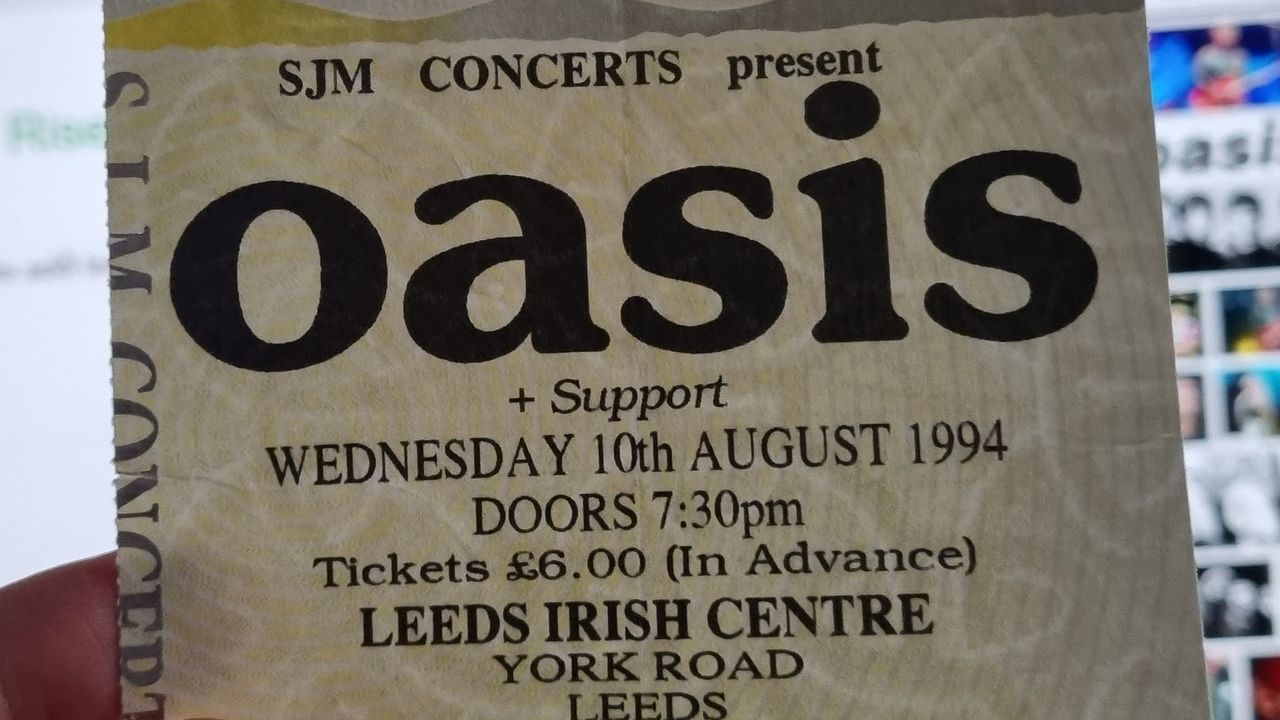 SJM CONCERTS present
oasis
+ Support
WEDNESDAY 10th AUGUST 1994
DOORS 7:30pm
Tickets £6.00 (In Advance)
LEEDS IRISH CENTRE
YORK ROAD
LEEDS
SJM CONCERT
Rise
oasis